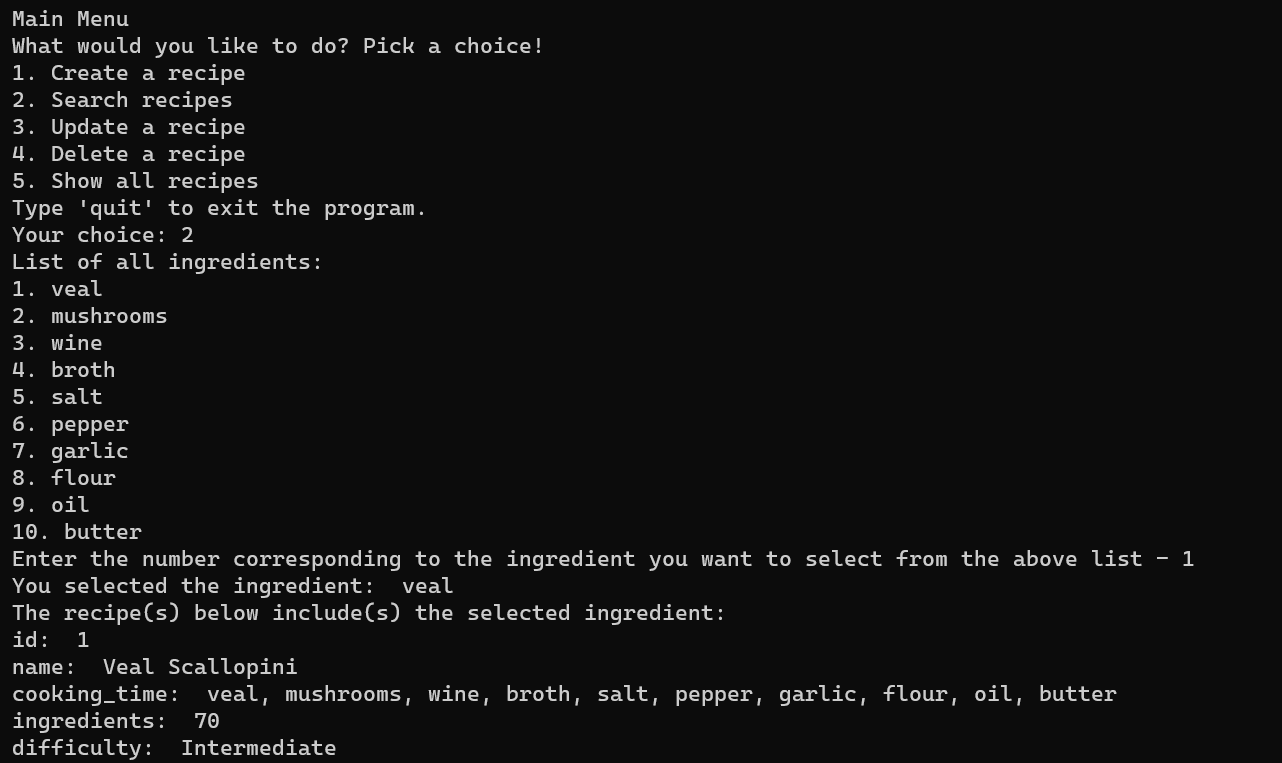 Main Menu
What would you like to do? Pick a choice!
1. Create a recipe
2. Search recipes
3. Update a recipe
4. Delete a recipe
5. Show all recipes
Type 'quit' to exit the program.
Your choice: 2
List of all ingredients:
1. veal
2. mushrooms
3. wine
4. broth
5. salt
6. pepper
7. garlic
8. flour
9. oil
10. butter
Enter the number corresponding to the ingredient you want to select from the above list - 1
You selected the ingredient:  veal
The recipe(s) below include(s) the selected ingredient:
id:  1
name:  Veal Scallopini
cooking_time:  veal, mushrooms, wine, broth, salt, pepper, garlic, flour, oil, butter
ingredients:  70
difficulty:  Intermediate